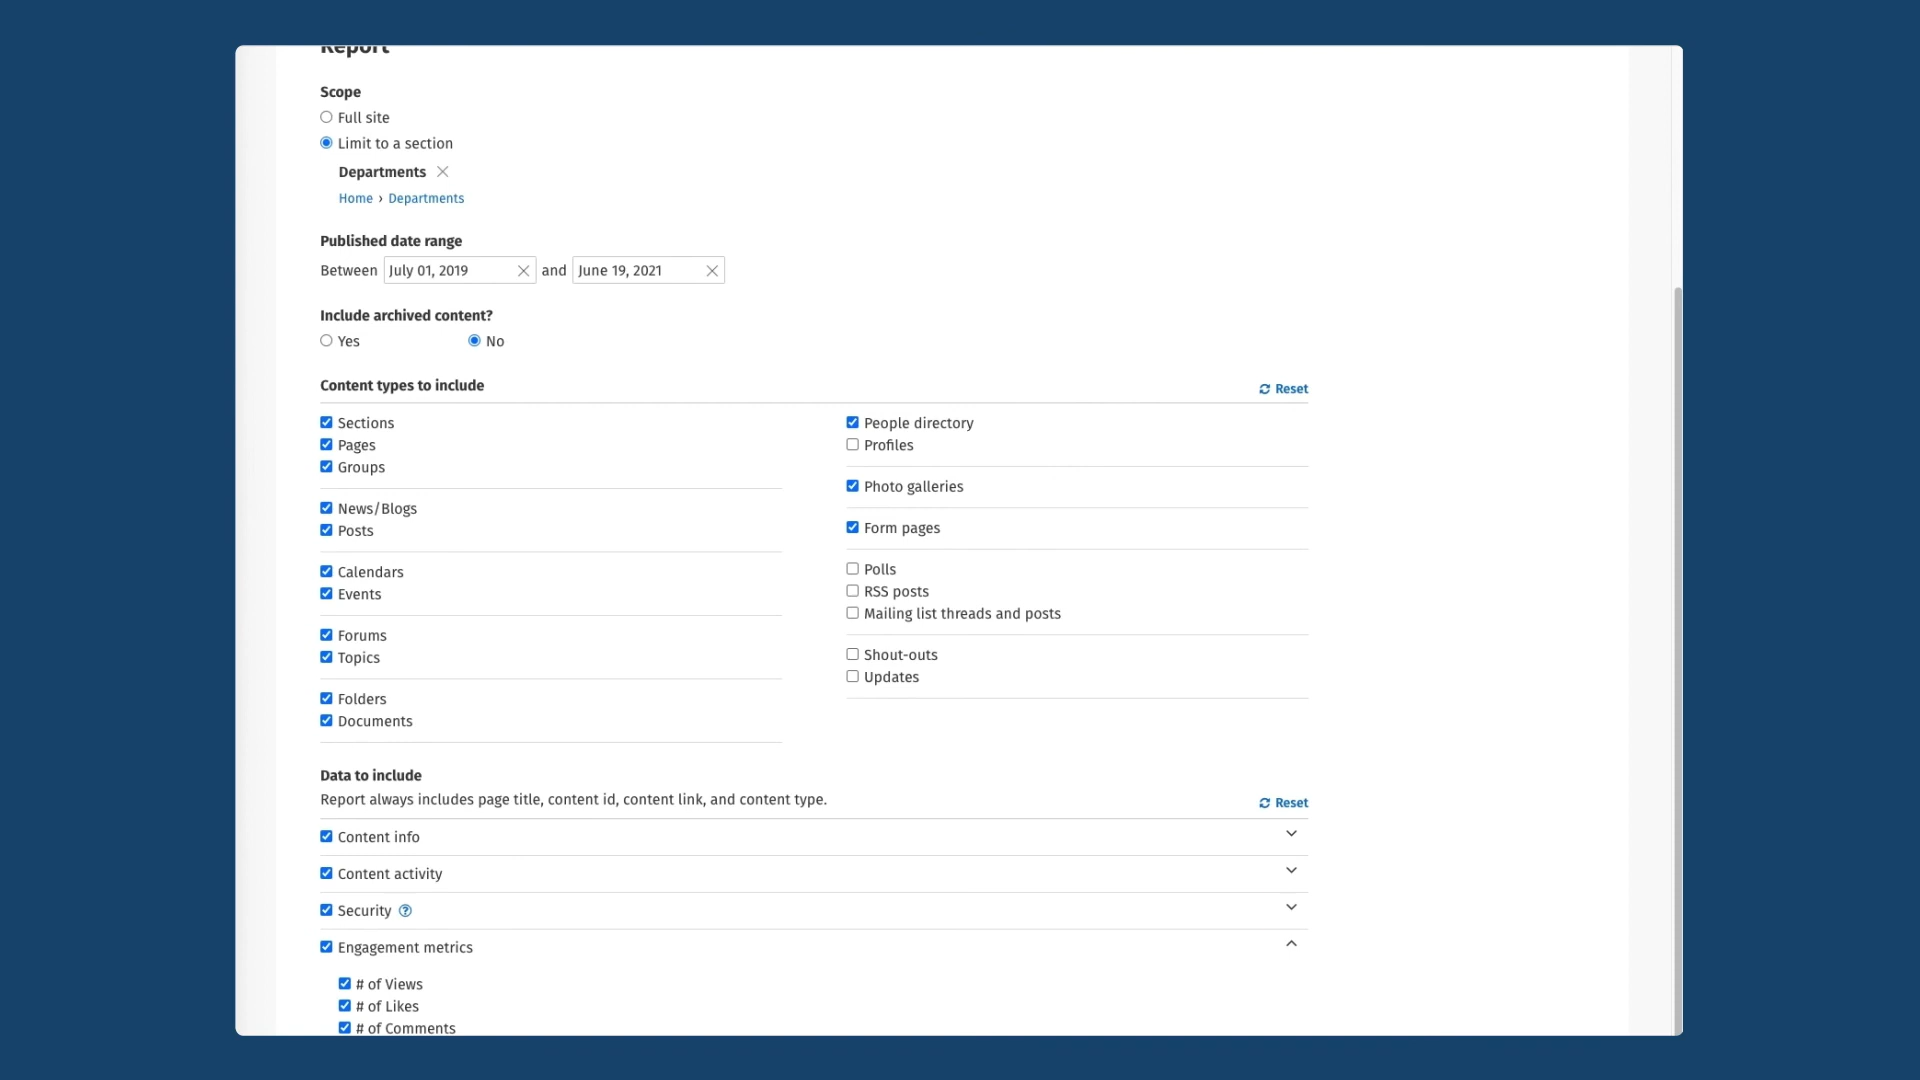 Report
Scope
Full site
Limit to a section
Departments
Home › Departments
Published date range
Between July 01, 2019 and June 19, 2021
Include archived content?
Yes No
Content types to include
Reset
Sections
Pages
Groups
News/Blogs
Posts
Calendars
Events
Forums
Topics
Folders
Documents
People directory
Profiles
Photo galleries
Form pages
Polls
RSS posts
Mailing list threads and posts
Shout-outs
Updates
Data to include
Report always includes page title, content id, content link, and content type.
Reset
Content info
Content activity
Security ?
Engagement metrics
# of Views
# of Likes
# of Comments